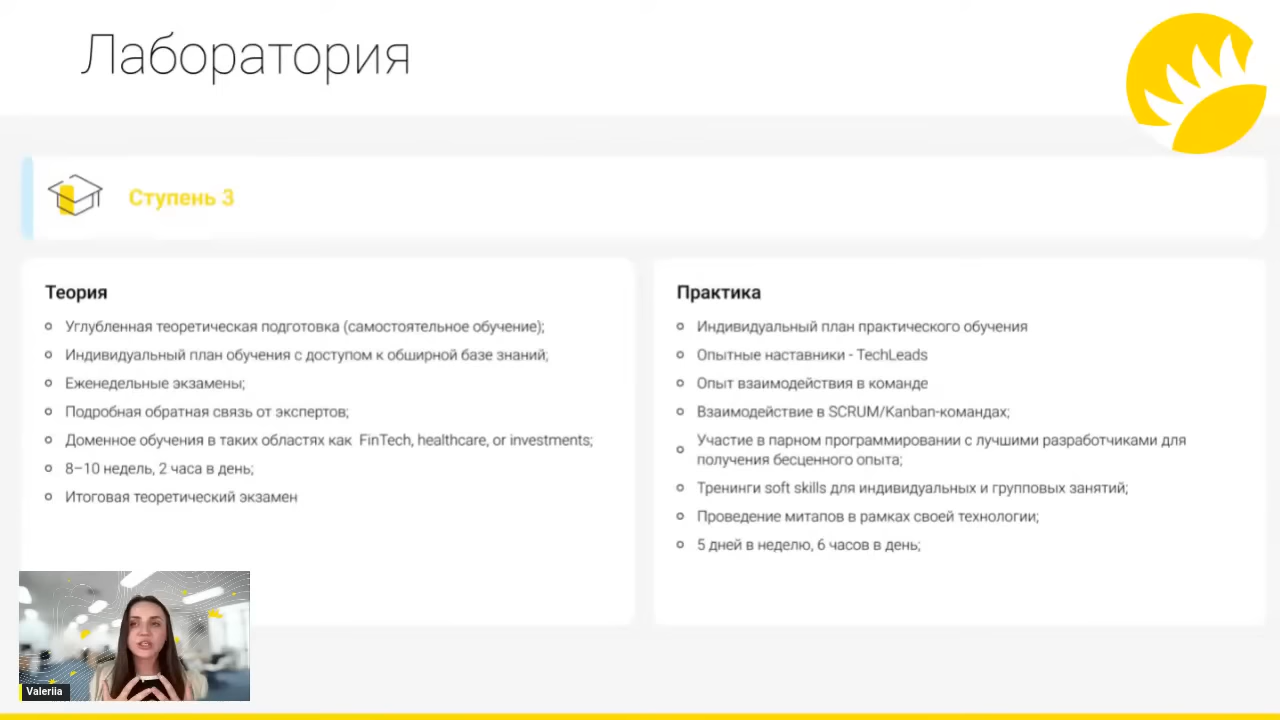 Лаборатория
Ступень 3
Теория
Углубленная теоретическая подготовка (самостоятельное обучение);
Индивидуальный план обучения с доступом к обширной базе знаний;
Еженедельные экзамены;
Подробная обратная связь от экспертов;
Доменное обучения в таких областях как FinTech, healthcare, or investments;
8–10 недель, 2 часа в день;
Итоговая теоретический экзамен
Практика
Индивидуальный план практического обучения
Опытные наставники - TechLeads
Опыт взаимодействия в команде
Взаимодействие в SCRUM/Kanban-командах;
Участие в парном программировании с лучшими разработчиками для
получения бесценного опыта;
Тренинги soft skills для индивидуальных и групповых занятий;
Проведение митапов в рамках своей технологии;
5 дней в неделю, 6 часов в день;
Valeriia